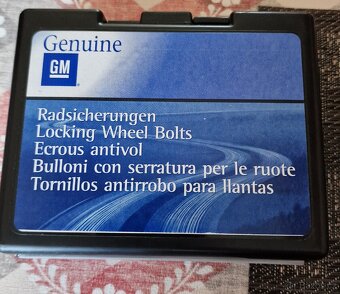 Genuine
GM
Radsicherungen
Locking Wheel Bolts
Ecrous antivol
Bulloni con serratura per le ruote
Tornillos antirrobo para llantas